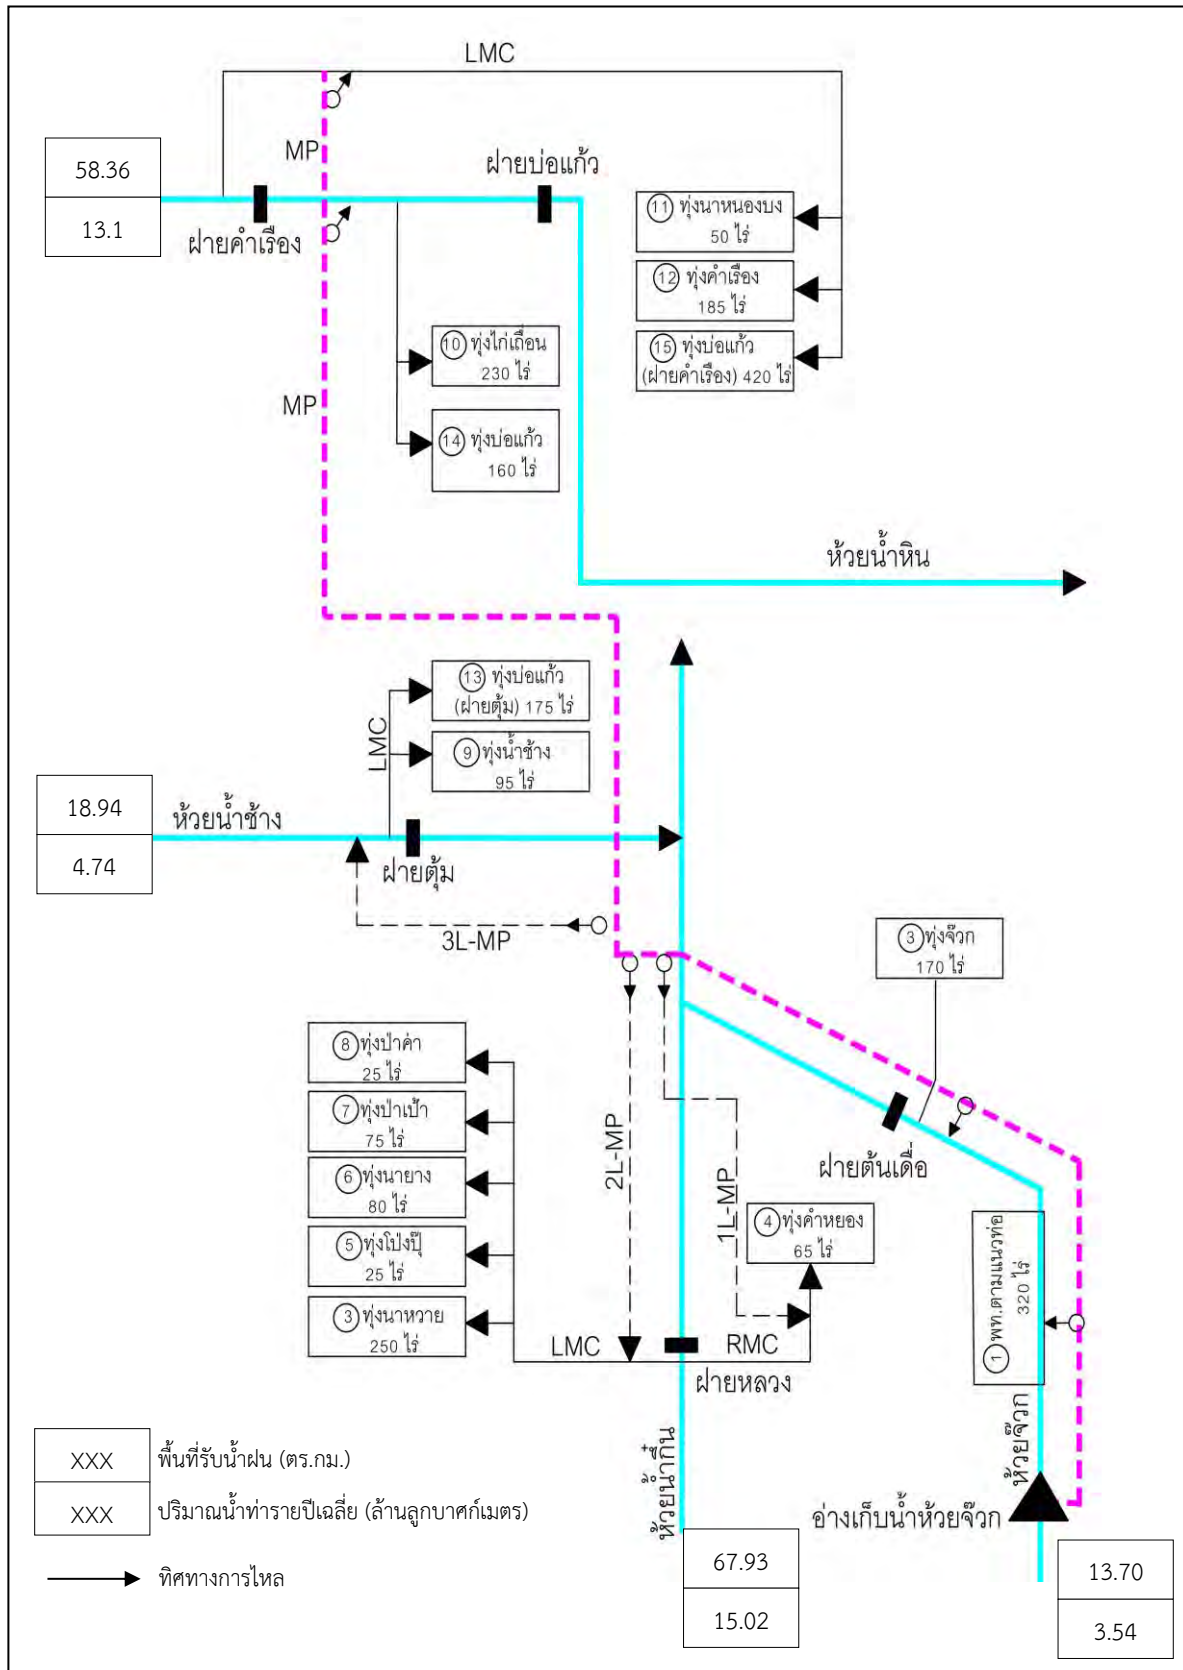 LMC
MP
58.36
13.1
ฝายคำเรือง
ฝายบ่อแก้ว
11 ทุ่งนาหนองบง
50 ไร่
12 ทุ่งคำเรือง
185 ไร่
15 ทุ่งบ่อแก้ว
(ฝายคำเรือง) 420 ไร่
10 ทุ่งไก่เถื่อน
230 ไร่
MP
14 ทุ่งบ่อแก้ว
160 ไร่
ห้วยน้ำหิน
13 ทุ่งบ่อแก้ว
(ฝายตุ้ม) 175 ไร่
LMC
9 ทุ่งน้ำช้าง
95 ไร่
18.94
4.74
ห้วยน้ำช้าง
ฝายตุ้ม
3L-MP
3 ทุ่งจ๊วก
170 ไร่
8 ทุ่งป่าค่า
25 ไร่
7 ทุ่งป่าเป้า
75 ไร่
6 ทุ่งนายาง
80 ไร่
5 ทุ่งโป่งปุ๊
25 ไร่
3 ทุ่งนาหวาย
250 ไร่
2L-MP
1L-MP
ฝายต้นเดื่อ
4 ทุ่งคำหยอง
65 ไร่
1 พท.ตามแนวท่อ
320 ไร่
LMC
RMC
ฝายหลวง
ห้วยจ๊วก
อ่างเก็บน้ำห้วยจ๊วก
67.93
15.02
13.70
3.54
XXX พื้นที่รับน้ำฝน (ตร.กม.)
XXX ปริมาณน้ำท่ารายปีเฉลี่ย (ล้านลูกบาศก์เมตร)
ทิศทางการไหล